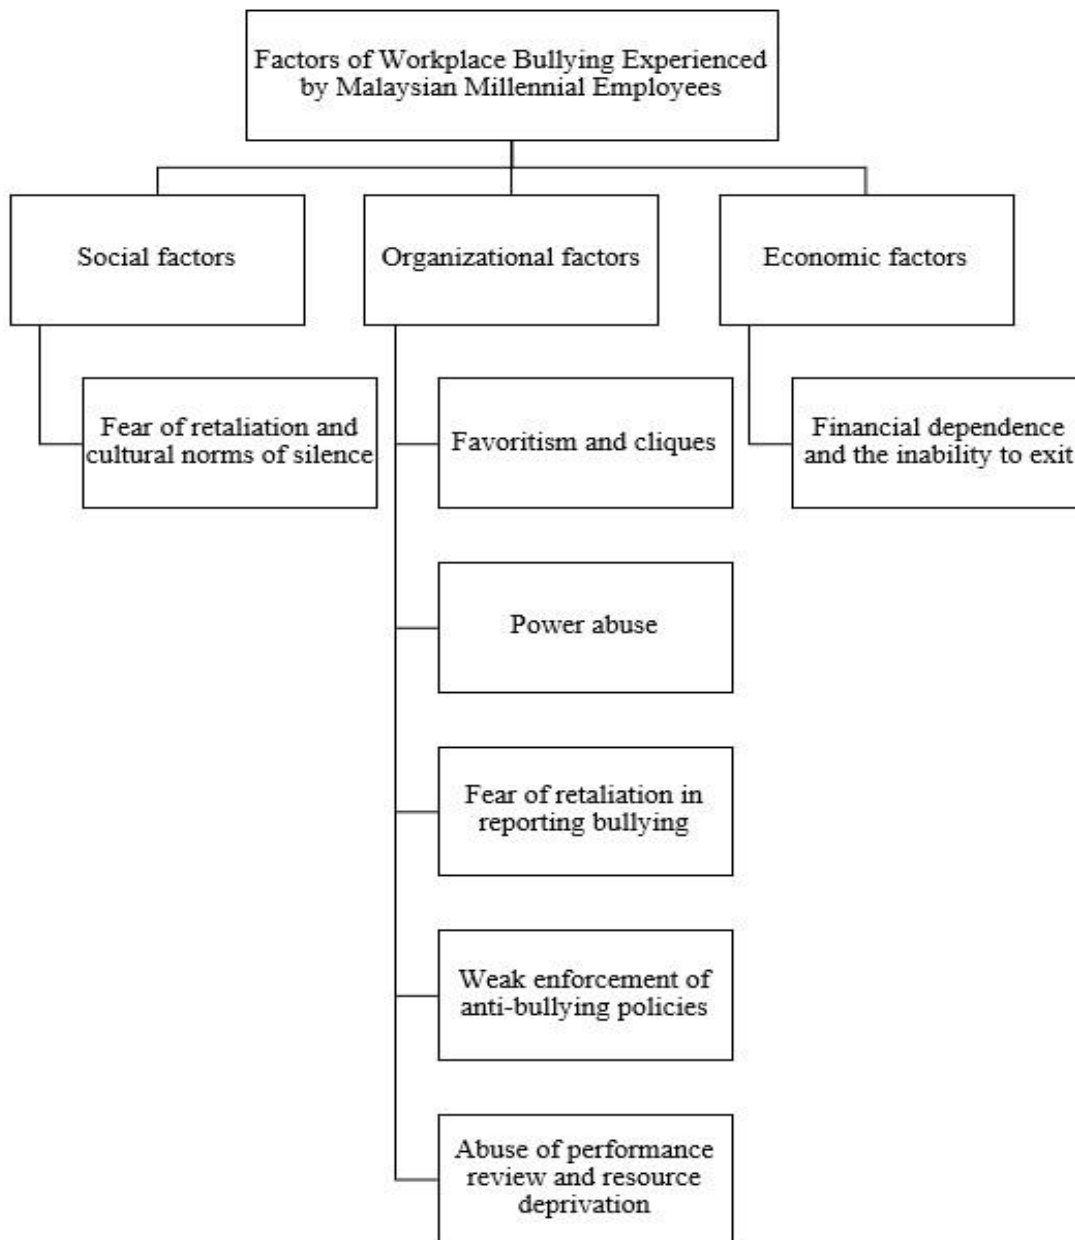 Factors of Workplace Bullying Experienced
by Malaysian Millennial Employees
Social factors
Organizational factors
Economic factors
Fear of retaliation and
cultural norms of silence
Favoritism and cliques
Financial dependence
and the inability to exit
Power abuse
Fear of retaliation in
reporting bullying
Weak enforcement of
anti-bullying policies
Abuse of performance
review and resource
deprivation